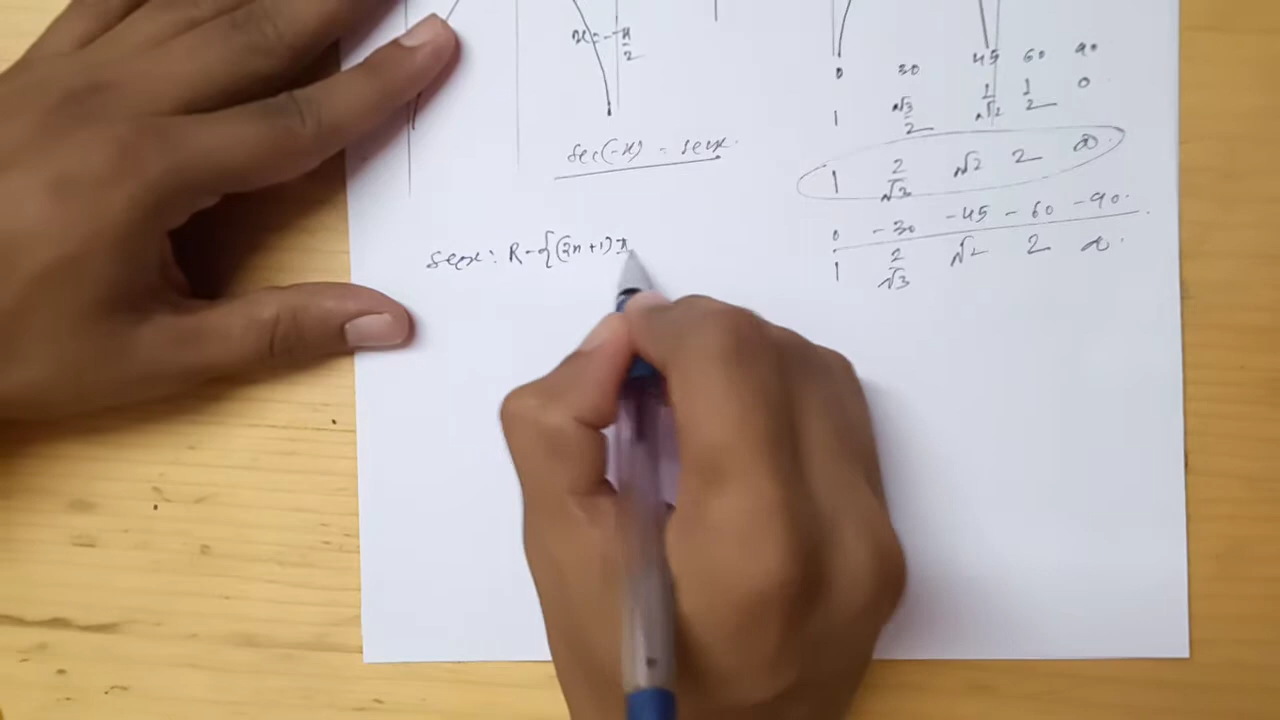 x = -π/2
0 30 45 60 90
1 √3/2 1/√2 1/2 0
sec(-x) = secx
1 2/√3 √2 2 ∞
0 -30 -45 -60 -90
secx: R-{(2n+1)π
1 2/√3 √2 2 ∞